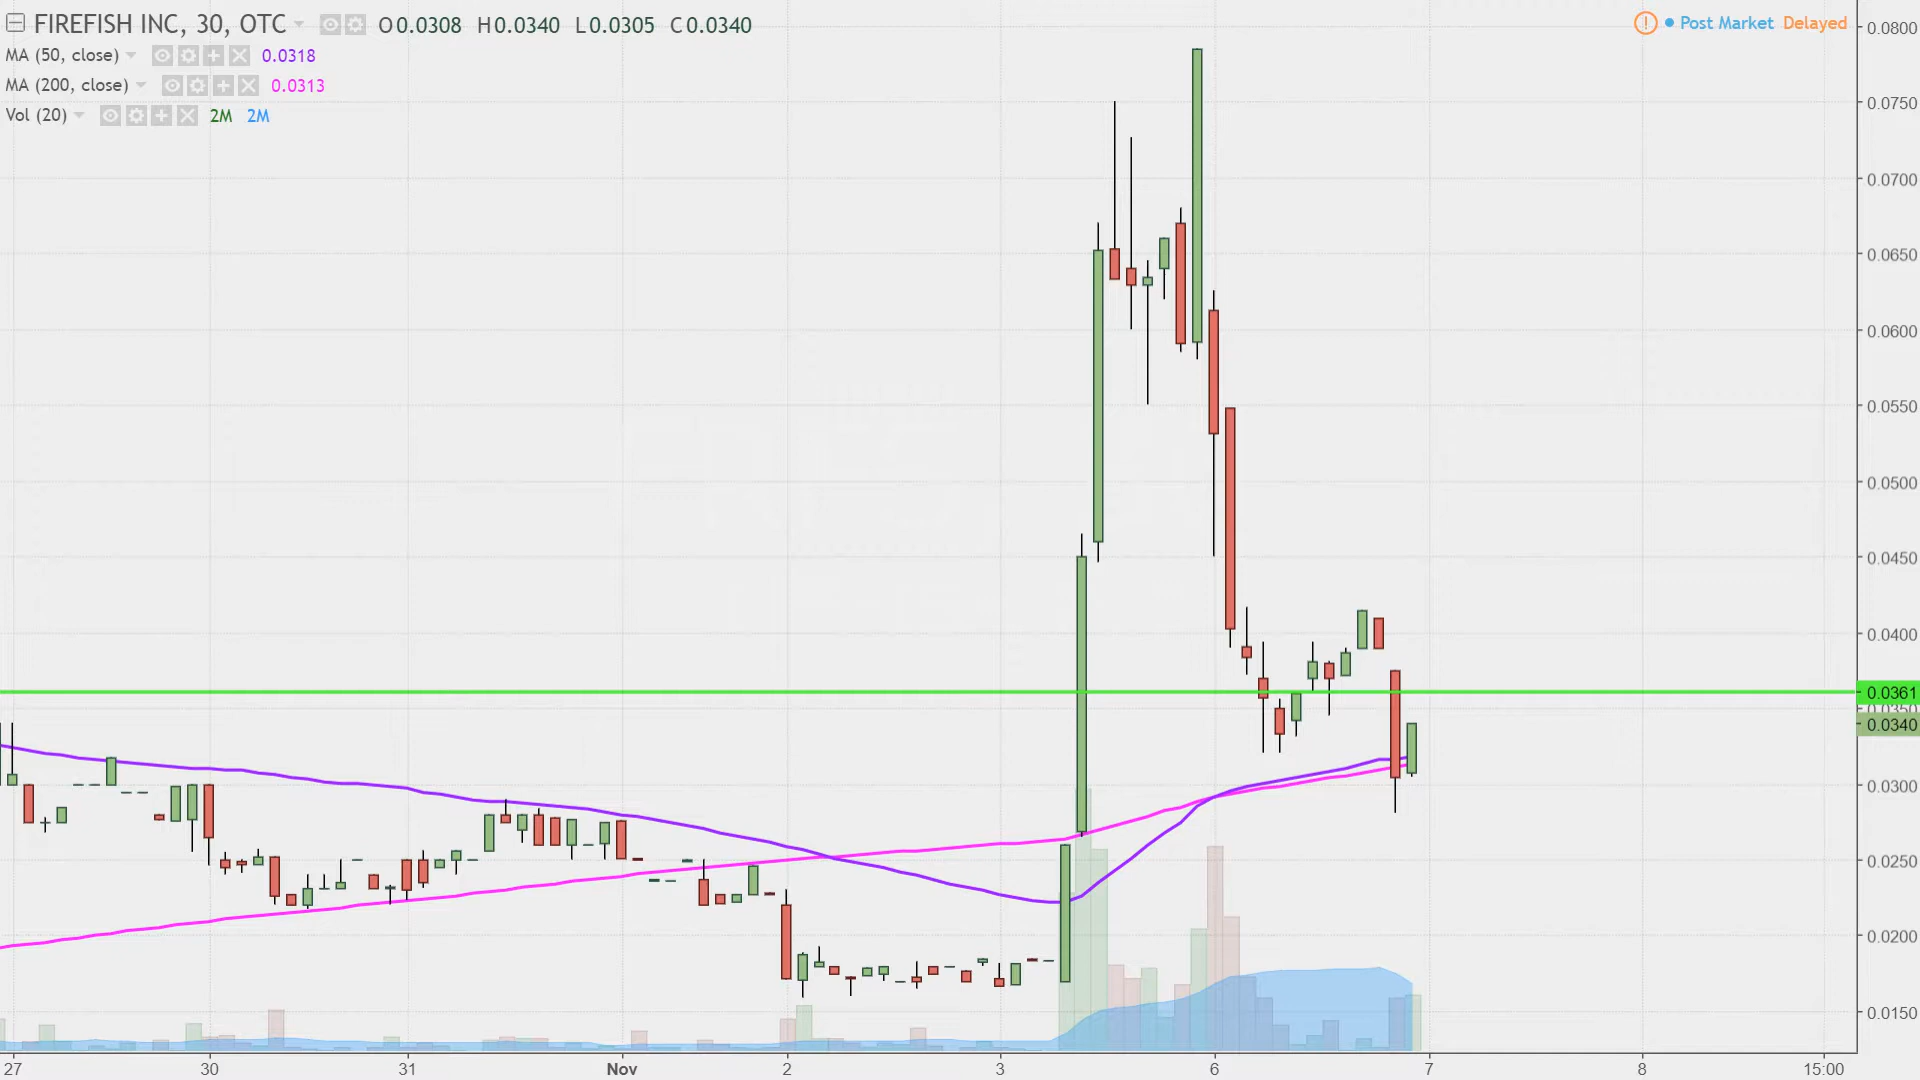 FIREFISH INC, 30, OTC O0.0308 H0.0340 L0.0305 C0.0340
! Post Market Delayed
MA (50, close) 0.0318
MA (200, close) 0.0313
Vol (20) 2M 2M
0.0800
0.0750
0.0700
0.0650
0.0600
0.0550
0.0500
0.0450
0.0400
0.0361
0.0350
0.0340
0.0300
0.0250
0.0200
0.0150
27 30 31 Nov 2 3 6 7 8 15:00